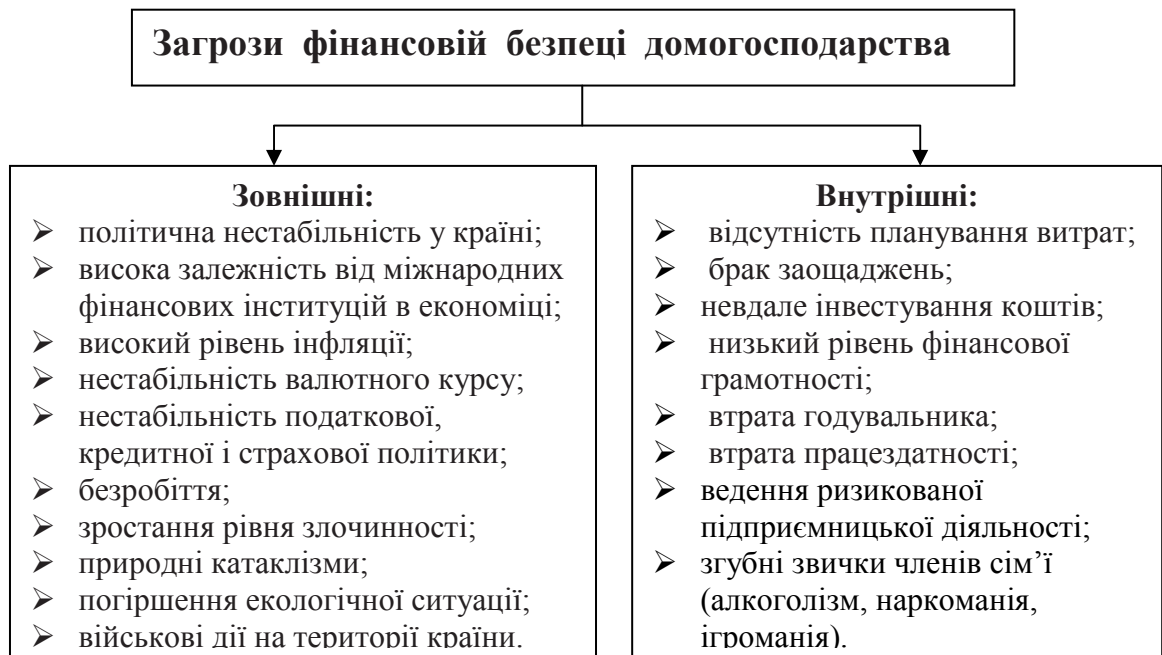 Загрози фінансовій безпеці домогосподарства
Зовнішні:
➢ політична нестабільність у країні;
➢ висока залежність від міжнародних
фінансових інституцій в економіці;
➢ високий рівень інфляції;
➢ нестабільність валютного курсу;
➢ нестабільність податкової,
кредитної і страхової політики;
➢ безробіття;
➢ зростання рівня злочинності;
➢ природні катаклізми;
➢ погіршення екологічної ситуації;
➢ військові дії на території країни.
Внутрішні:
➢ відсутність планування витрат;
➢ брак заощаджень;
➢ невдале інвестування коштів;
➢ низький рівень фінансової
грамотності;
➢ втрата годувальника;
➢ втрата працездатності;
➢ ведення ризикованої
підприємницької діяльності;
➢ згубні звички членів сім’ї
(алкоголізм, наркоманія,
ігроманія).